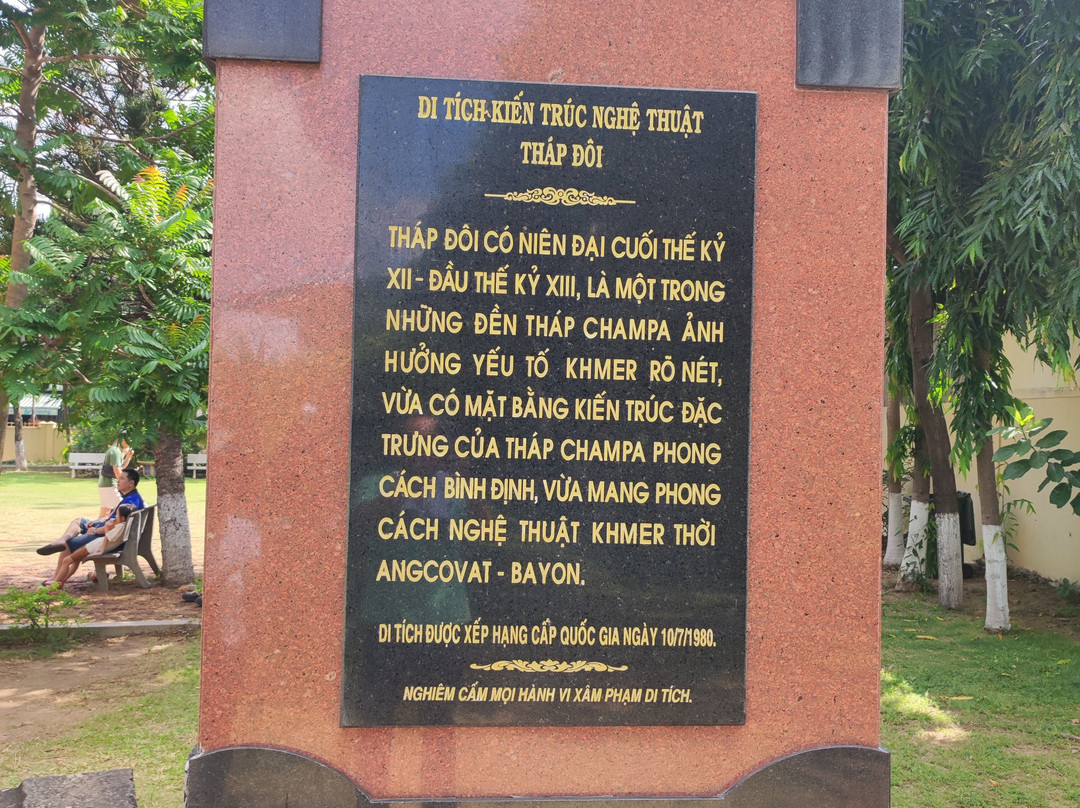 DI TÍCH KIẾN TRÚC NGHỆ THUẬT
THÁP ĐÔI
THÁP ĐÔI CÓ NIÊN ĐẠI CUỐI THẾ KỶ
XII - ĐẦU THẾ KỶ XIII, LÀ MỘT TRONG
NHỮNG ĐỀN THÁP CHAMPA ẢNH
HƯỞNG YẾU TỐ KHMER RÕ NÉT,
VỪA CÓ MẶT BẰNG KIẾN TRÚC ĐẶC
TRƯNG CỦA THÁP CHAMPA PHONG
CÁCH BÌNH ĐỊNH, VỪA MANG PHONG
CÁCH NGHỆ THUẬT KHMER THỜI
ANGCOVAT - BAYON.
DI TÍCH ĐƯỢC XẾP HẠNG CẤP QUỐC GIA NGÀY 10/7/1980.
NGHIÊM CẤM MỌI HÀNH VI XÂM PHẠM DI TÍCH.